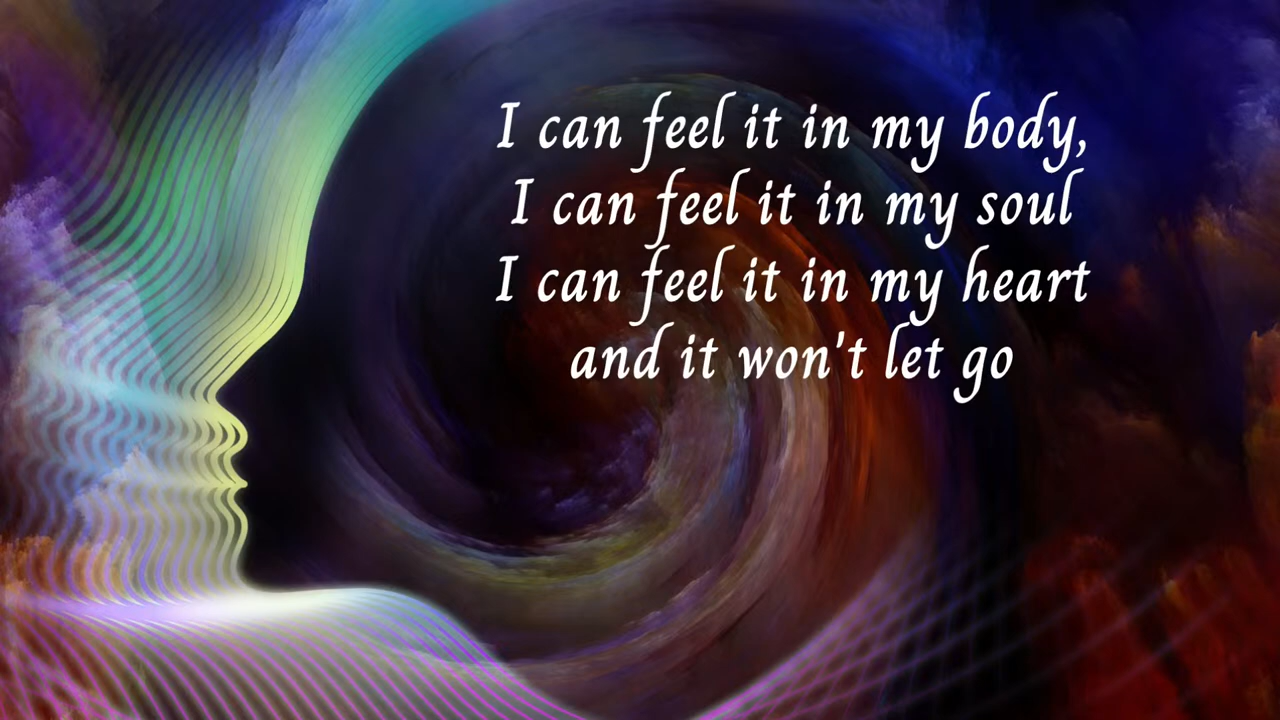 I can feel it in my body,
I can feel it in my soul
I can feel it in my heart
and it won't let go